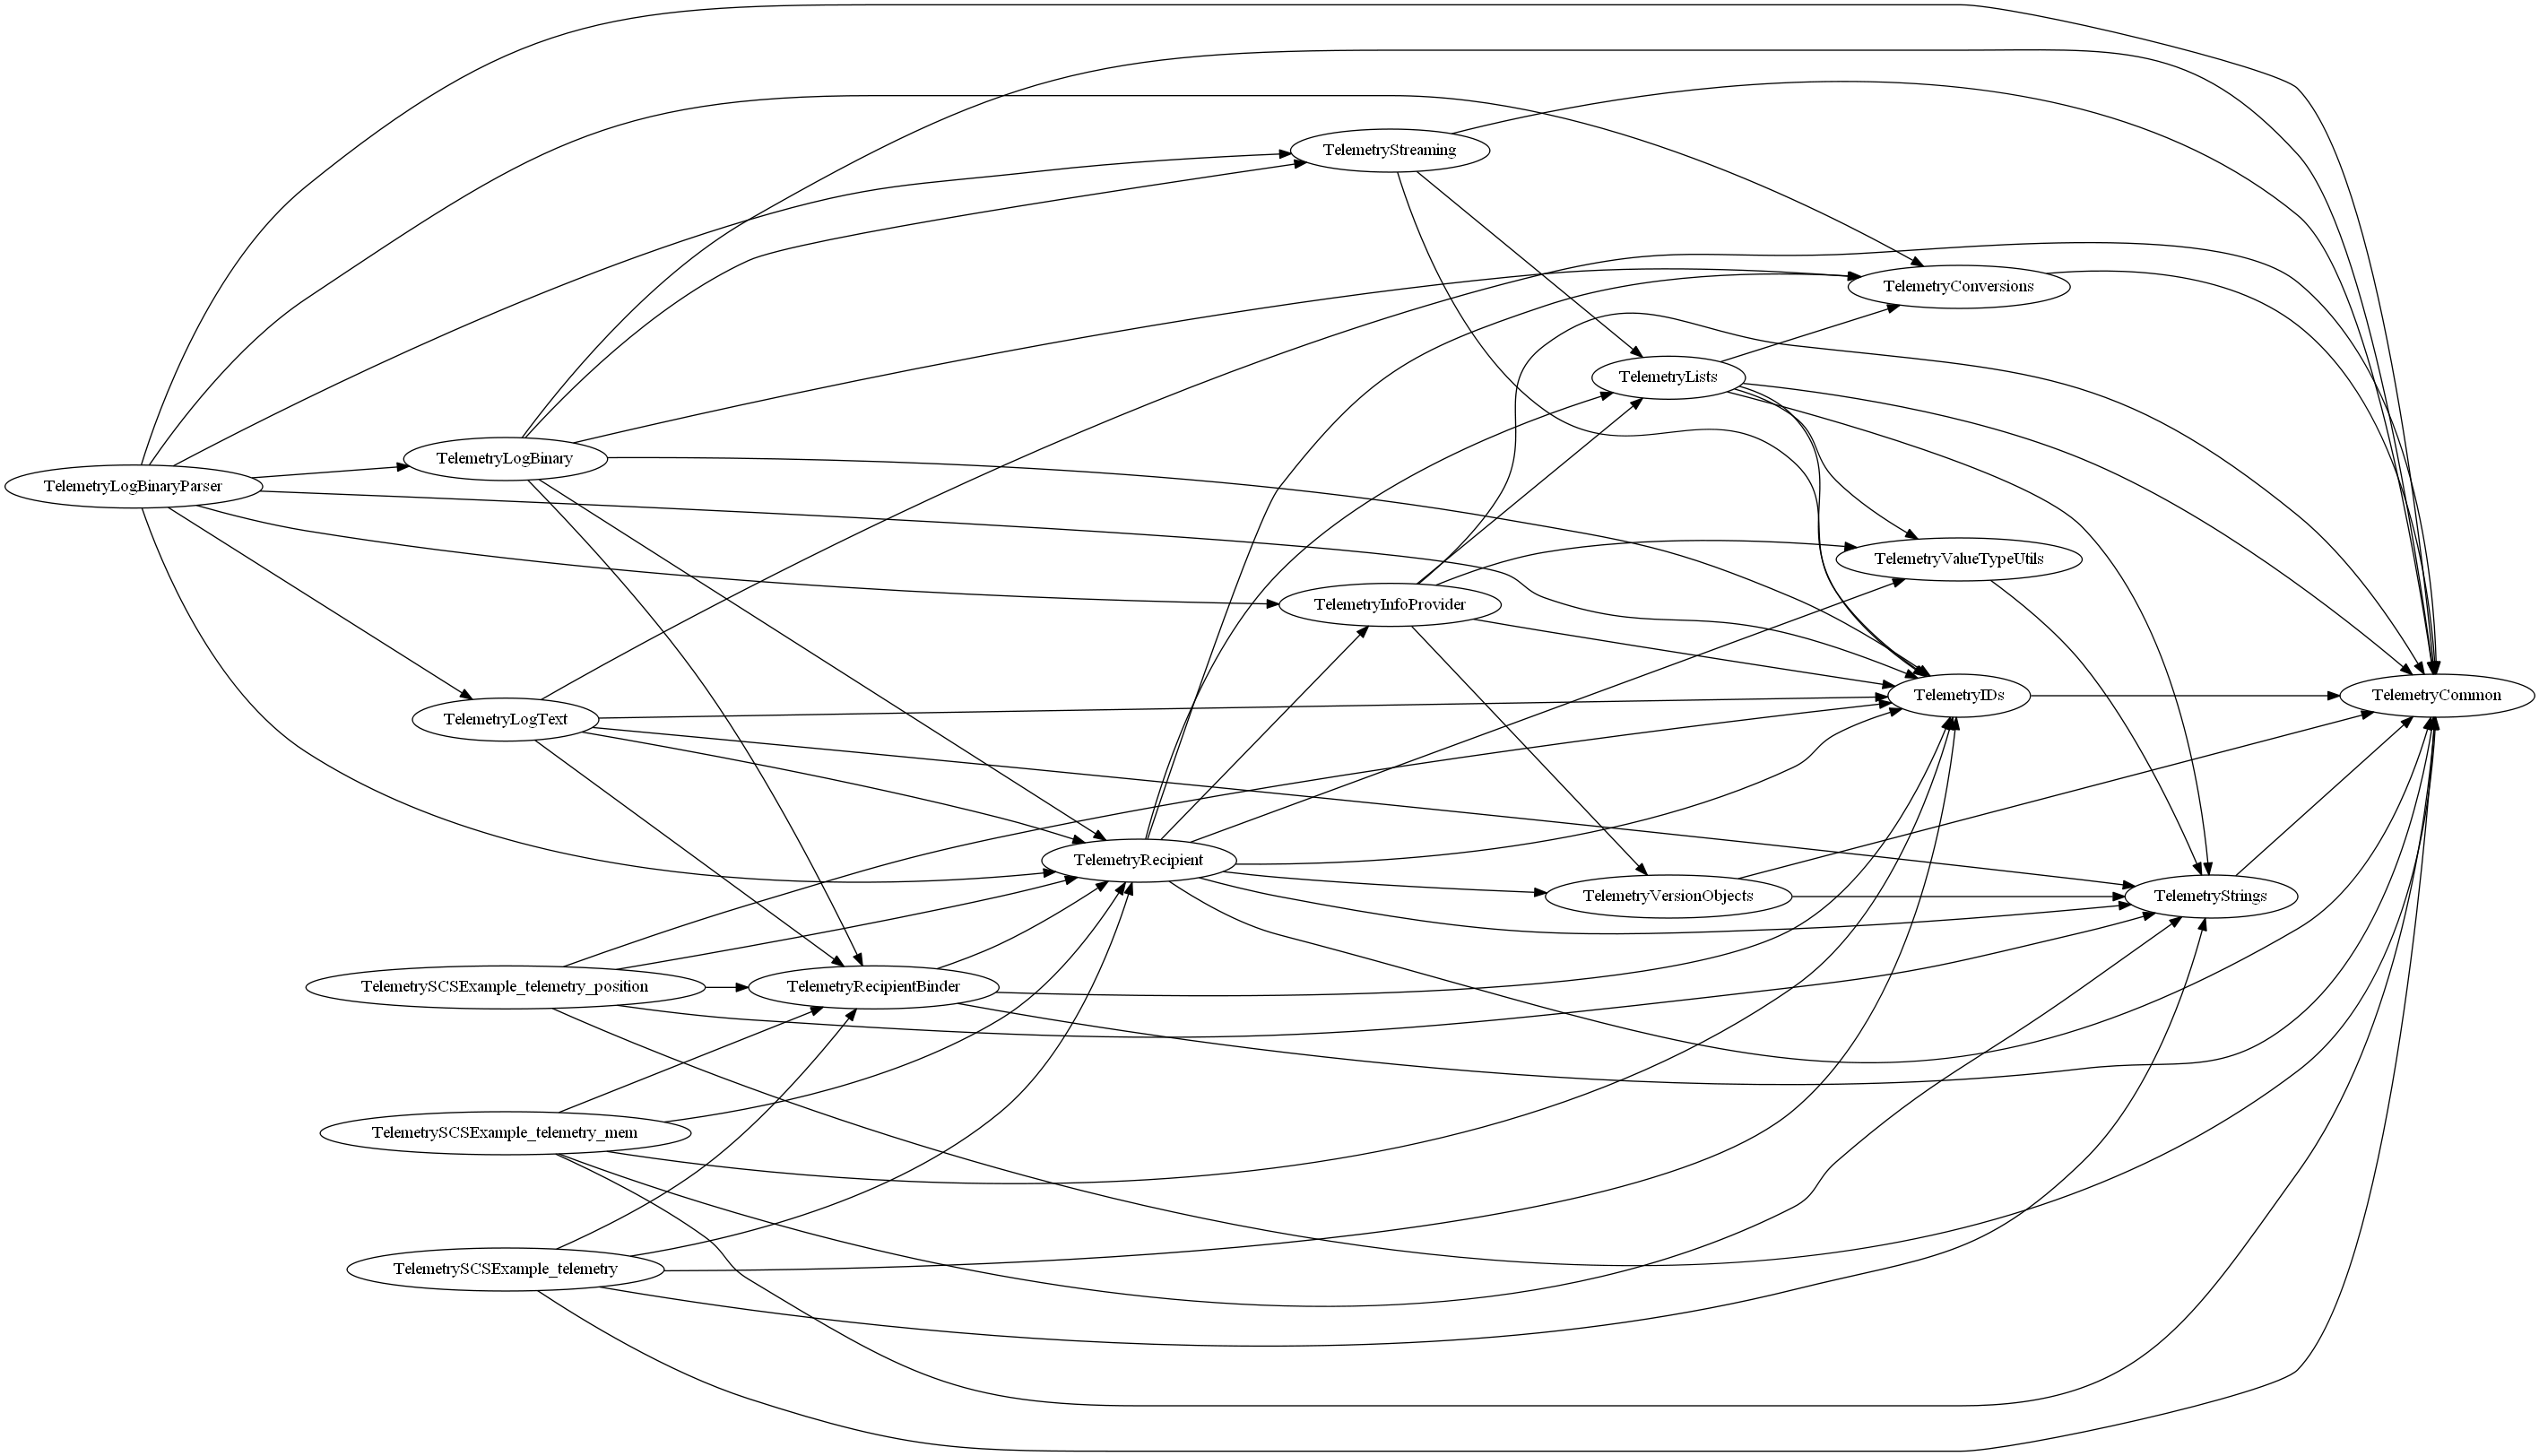 TelemetryStreaming
TelemetryConversions
TelemetryLists
TelemetryLogBinary
TelemetryLogBinaryParser
TelemetryValueTypeUtils
TelemetryInfoProvider
TelemetryIDs
TelemetryCommon
TelemetryLogText
TelemetryRecipient
TelemetryVersionObjects
TelemetryStrings
TelemetrySCSExample_telemetry_position
TelemetryRecipientBinder
TelemetrySCSExample_telemetry_mem
TelemetrySCSExample_telemetry